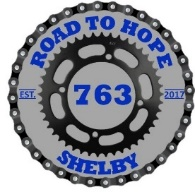 ROAD TO HOPE
EST. 763 2017
SHELBY